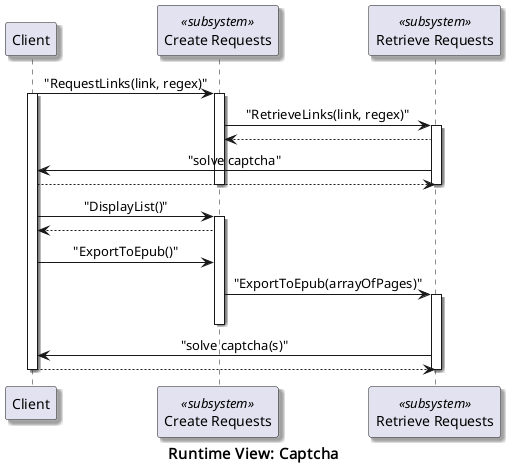 Client
«subsystem»
Create Requests
«subsystem»
Retrieve Requests
"RequestLinks(link, regex)"
"RetrieveLinks(link, regex)"
"solve captcha"
"DisplayList()"
"ExportToEpub()"
"ExportToEpub(arrayOfPages)"
"solve captcha(s)"
Client
«subsystem»
Create Requests
«subsystem»
Retrieve Requests
Runtime View: Captcha